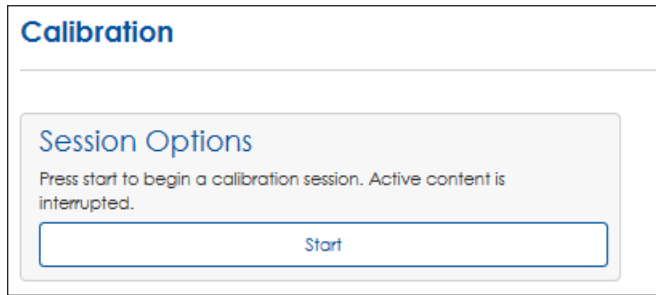 Calibration
Session Options
Press start to begin a calibration session. Active content is
interrupted.
Start